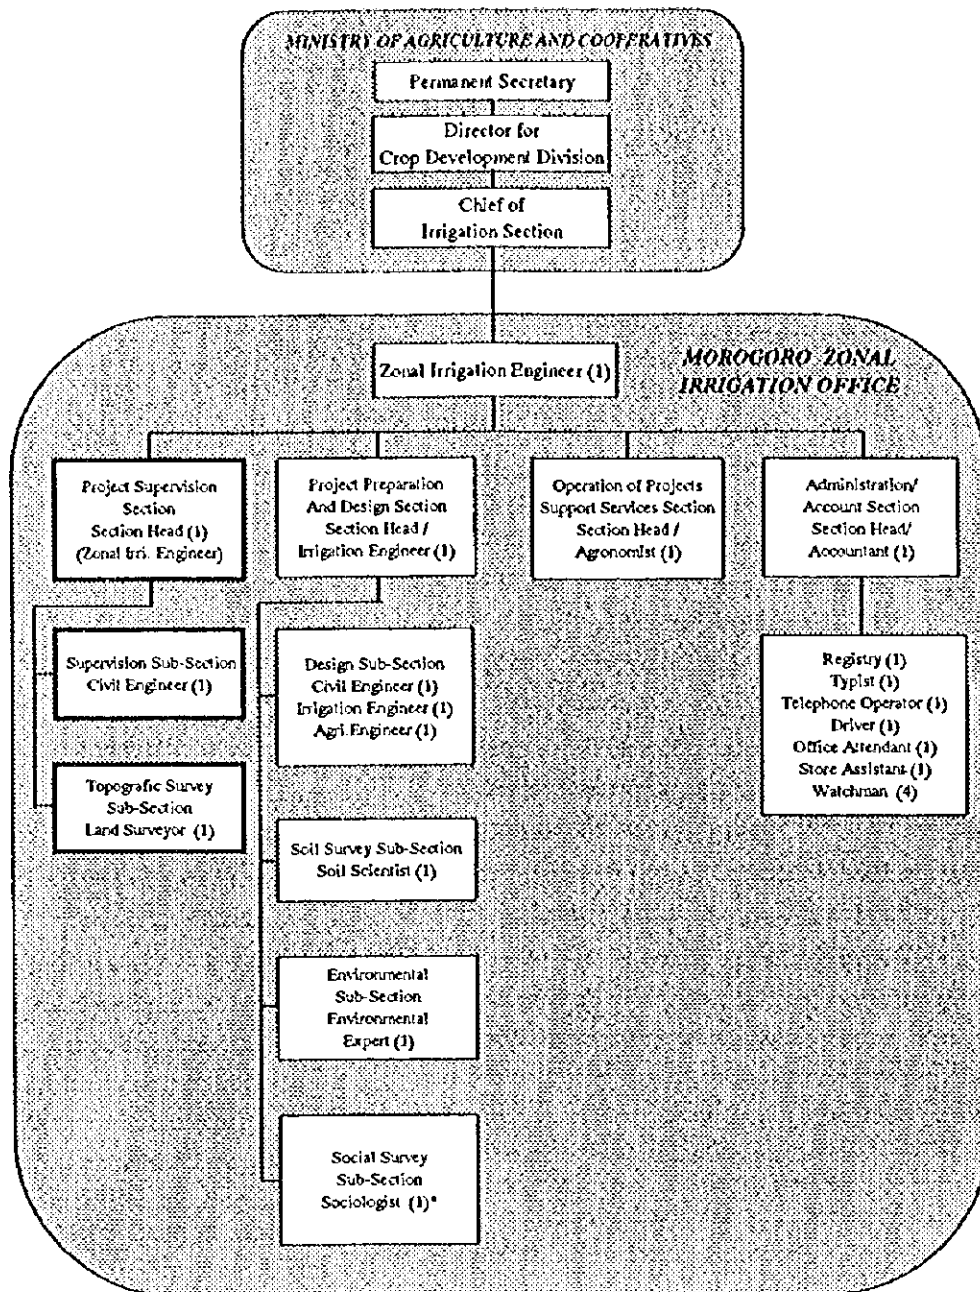 MINISTRY OF AGRICULTURE AND COOPERATIVES
Permanent Secretary
Director for
Crop Development Division
Chief of
Irrigation Section
Zonal Irrigation Engineer (1)
MOROGORO ZONAL
IRRIGATION OFFICE
Project Supervision
Section
Section Head (1)
(Zonal Irri. Engineer)
Project Preparation
And Design Section
Section Head /
Irrigation Engineer (1)
Operation of Projects
Support Services Section
Section Head /
Agronomist (1)
Administration/
Account Section
Section Head/
Accountant (1)
Supervision Sub-Section
Civil Engineer (1)
Topografic Survey
Sub-Section
Land Surveyor (1)
Design Sub-Section
Civil Engineer (1)
Irrigation Engineer (1)
Agri. Engineer (1)
Soil Survey Sub-Section
Soil Scientist (1)
Environmental
Sub-Section
Environmental
Expert (1)
Social Survey
Sub-Section
Sociologist (1)*
Registry (1)
Typist (1)
Telephone Operator (1)
Driver (1)
Office Attendant (1)
Store Assistant (1)
Watchman (4)